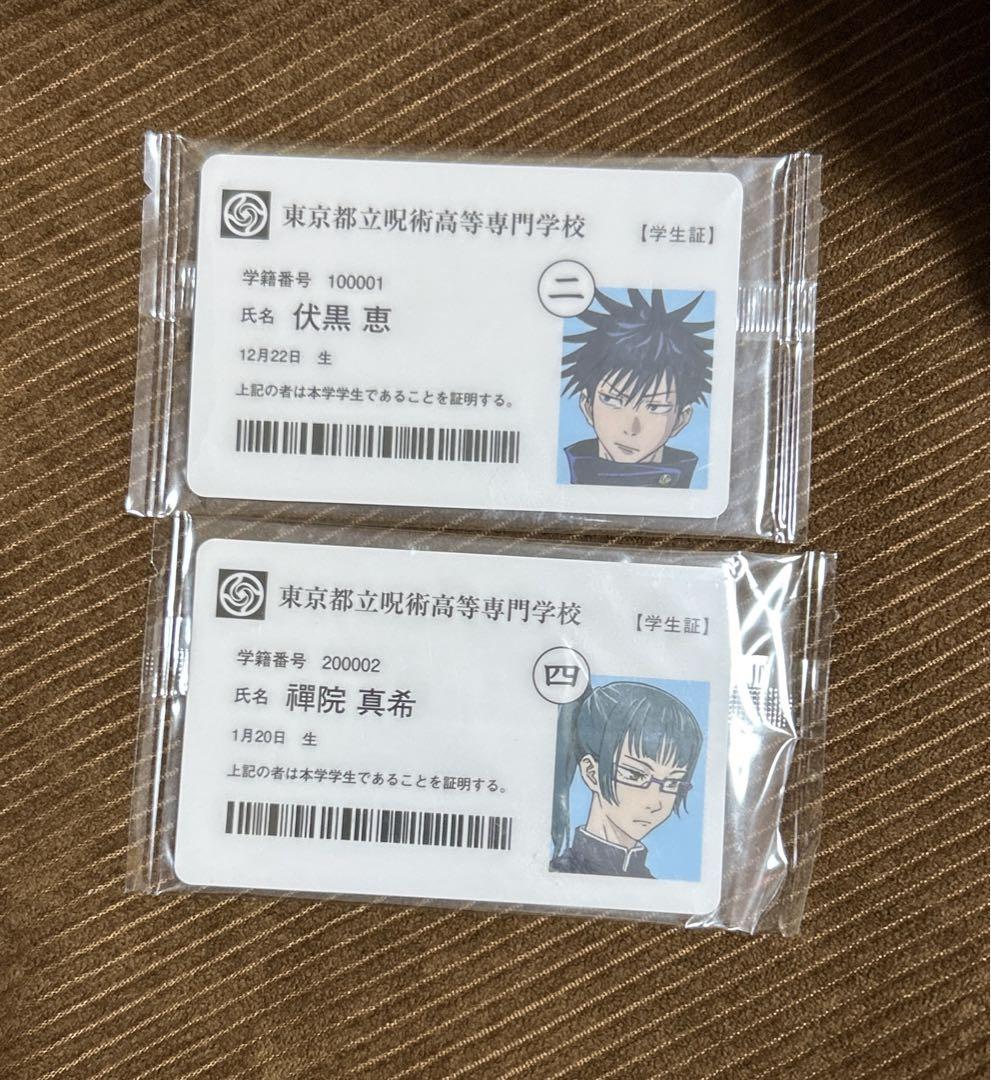 東京都立呪術高等専門学校
【学生証】
学籍番号 100001
二
氏名 伏黒 恵
12月22日 生
上記の者は本学学生であることを証明する。
東京都立呪術高等専門学校
【学生証】
学籍番号 200002
四
氏名 禪院 真希
1月20日 生
上記の者は本学学生であることを証明する。